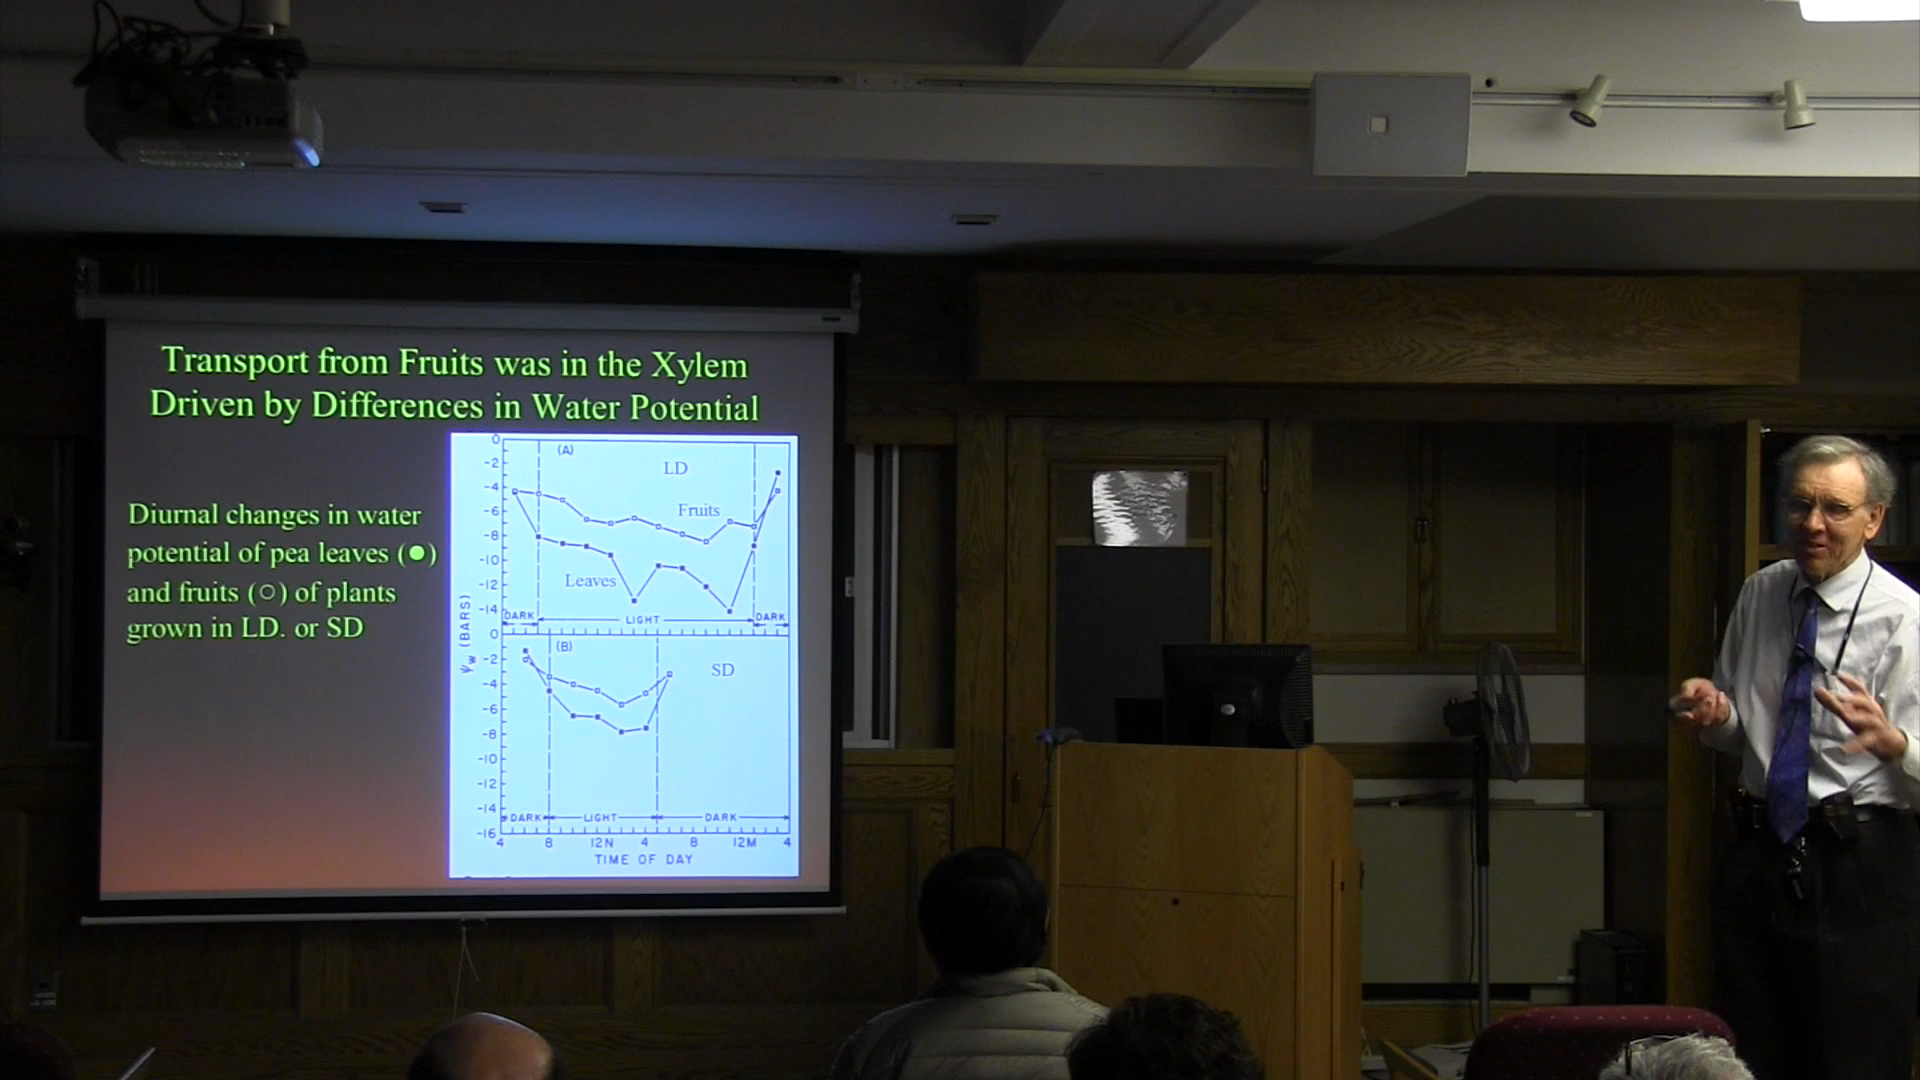 Transport from Fruits was in the Xylem
Driven by Differences in Water Potential
Diurnal changes in water
potential of pea leaves (●)
and fruits (○) of plants
grown in LD. or SD
0
-2
-4
-6
-8
-10
-12
-14
(A)
LD
Fruits
Leaves
DARK
LIGHT
DARK
ψw (BARS)
0
-2
-4
-6
-8
-10
-12
-14
-16
(B)
SD
DARK
LIGHT
DARK
4 8 12N 4 8 12M 4
TIME OF DAY